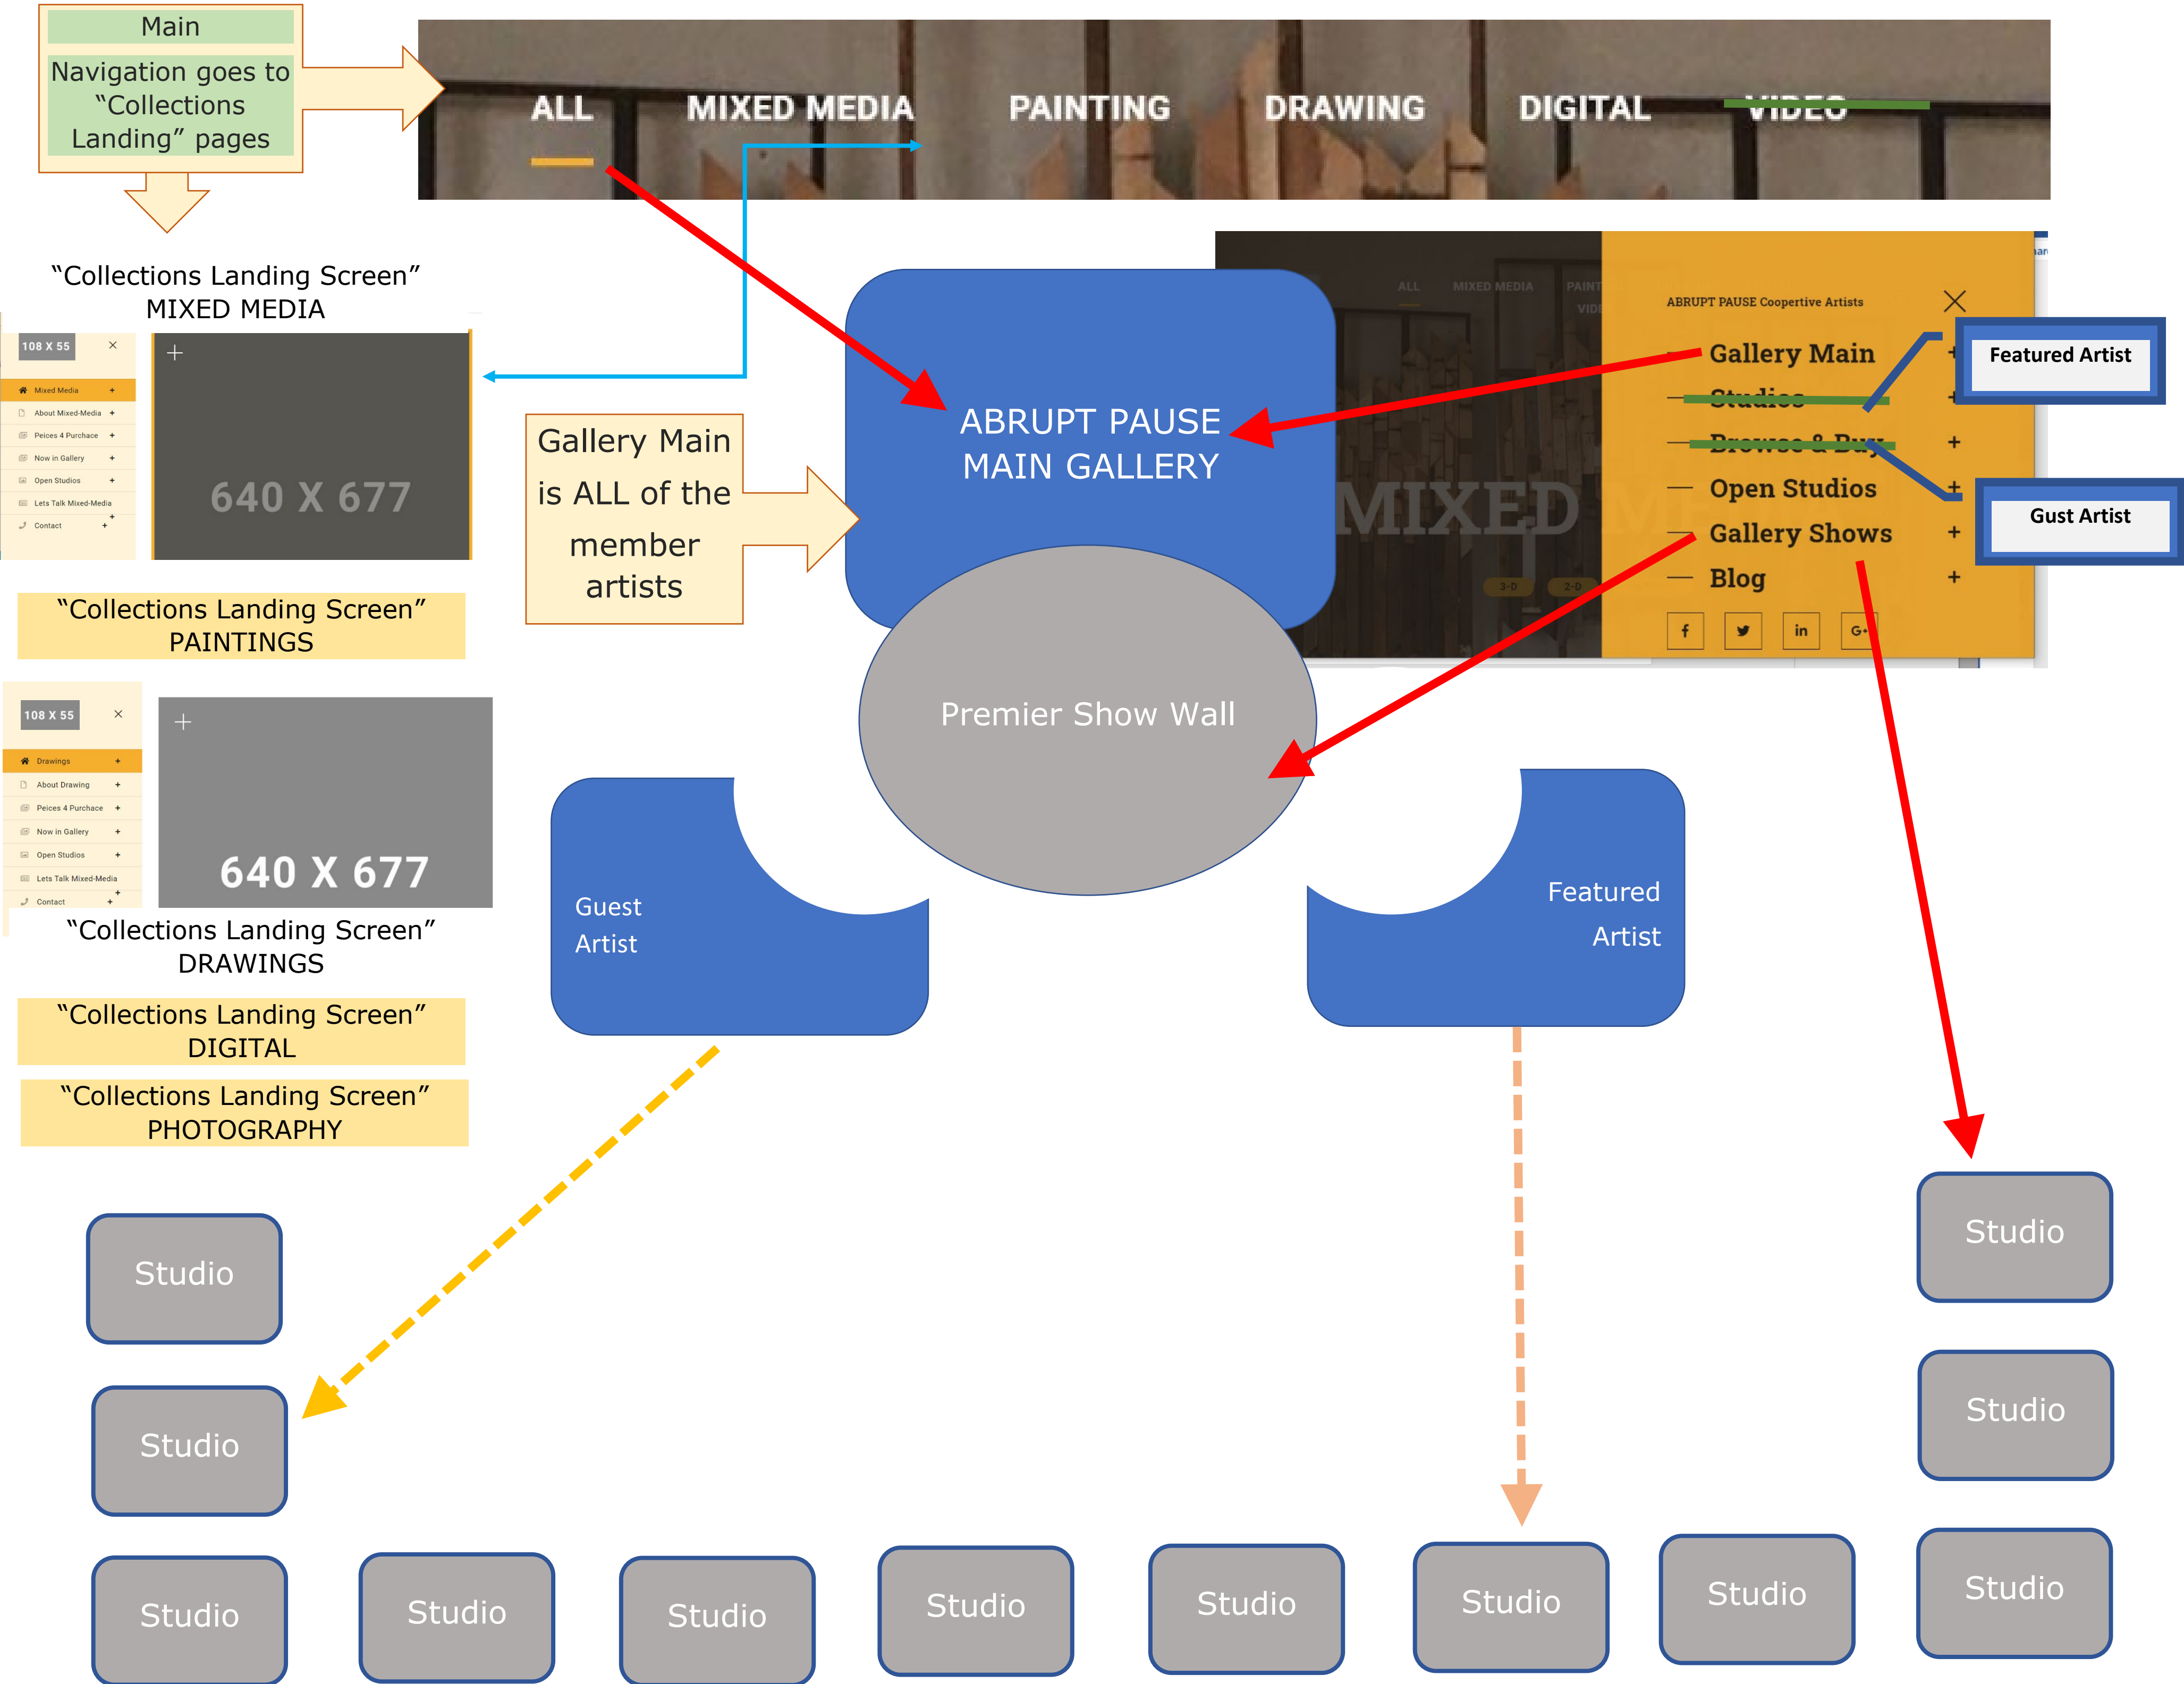 Main
Navigation goes to
“Collections
Landing” pages
ALL MIXED MEDIA PAINTING DRAWING DIGITAL VIDEO
“Collections Landing Screen”
MIXED MEDIA
108 X 55
Mixed Media +
About Mixed-Media +
Peices 4 Purchace +
Now in Gallery +
Open Studios +
Lets Talk Mixed-Media +
Contact +
640 X 677
“Collections Landing Screen”
PAINTINGS
108 X 55
Drawings +
About Drawing +
Peices 4 Purchace +
Now in Gallery +
Open Studios +
Lets Talk Mixed-Media +
Contact +
640 X 677
“Collections Landing Screen”
DRAWINGS
“Collections Landing Screen”
DIGITAL
“Collections Landing Screen”
PHOTOGRAPHY
Gallery Main
is ALL of the
member
artists
ABRUPT PAUSE
MAIN GALLERY
Premier Show Wall
ALL MIXED MEDIA
MIXED
3-D 2-D
ABRUPT PAUSE Coopertive Artists
Gallery Main +
Studios
Browse & Buy +
Open Studios +
Gallery Shows +
Blog +
f in G+
Featured Artist
Gust Artist
Guest
Artist
Featured
Artist
Studio
Studio
Studio
Studio
Studio
Studio
Studio
Studio
Studio
Studio
Studio
Studio